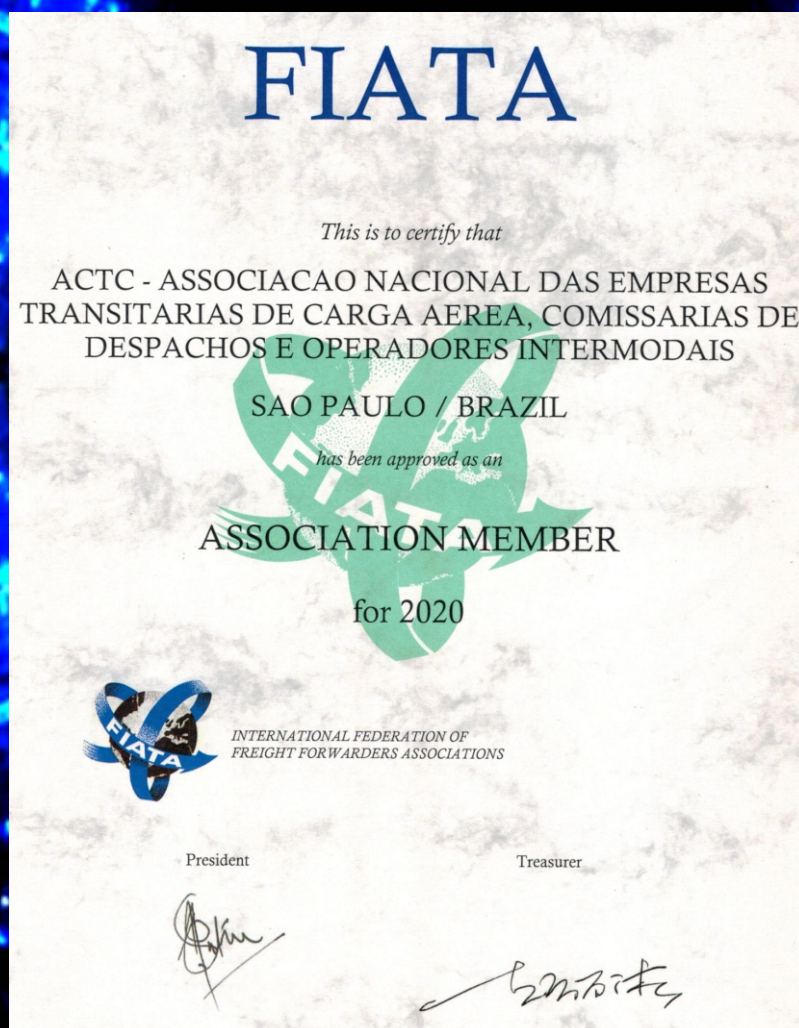 FIATA
This is to certify that
ACTC - ASSOCIACAO NACIONAL DAS EMPRESAS
TRANSITARIAS DE CARGA AEREA, COMISSARIAS DE
DESPACHOS E OPERADORES INTERMODAIS
SAO PAULO / BRAZIL
has been approved as an
FIATA
ASSOCIATION MEMBER
for 2020
FIATA
INTERNATIONAL FEDERATION OF
FREIGHT FORWARDERS ASSOCIATIONS
President Treasurer